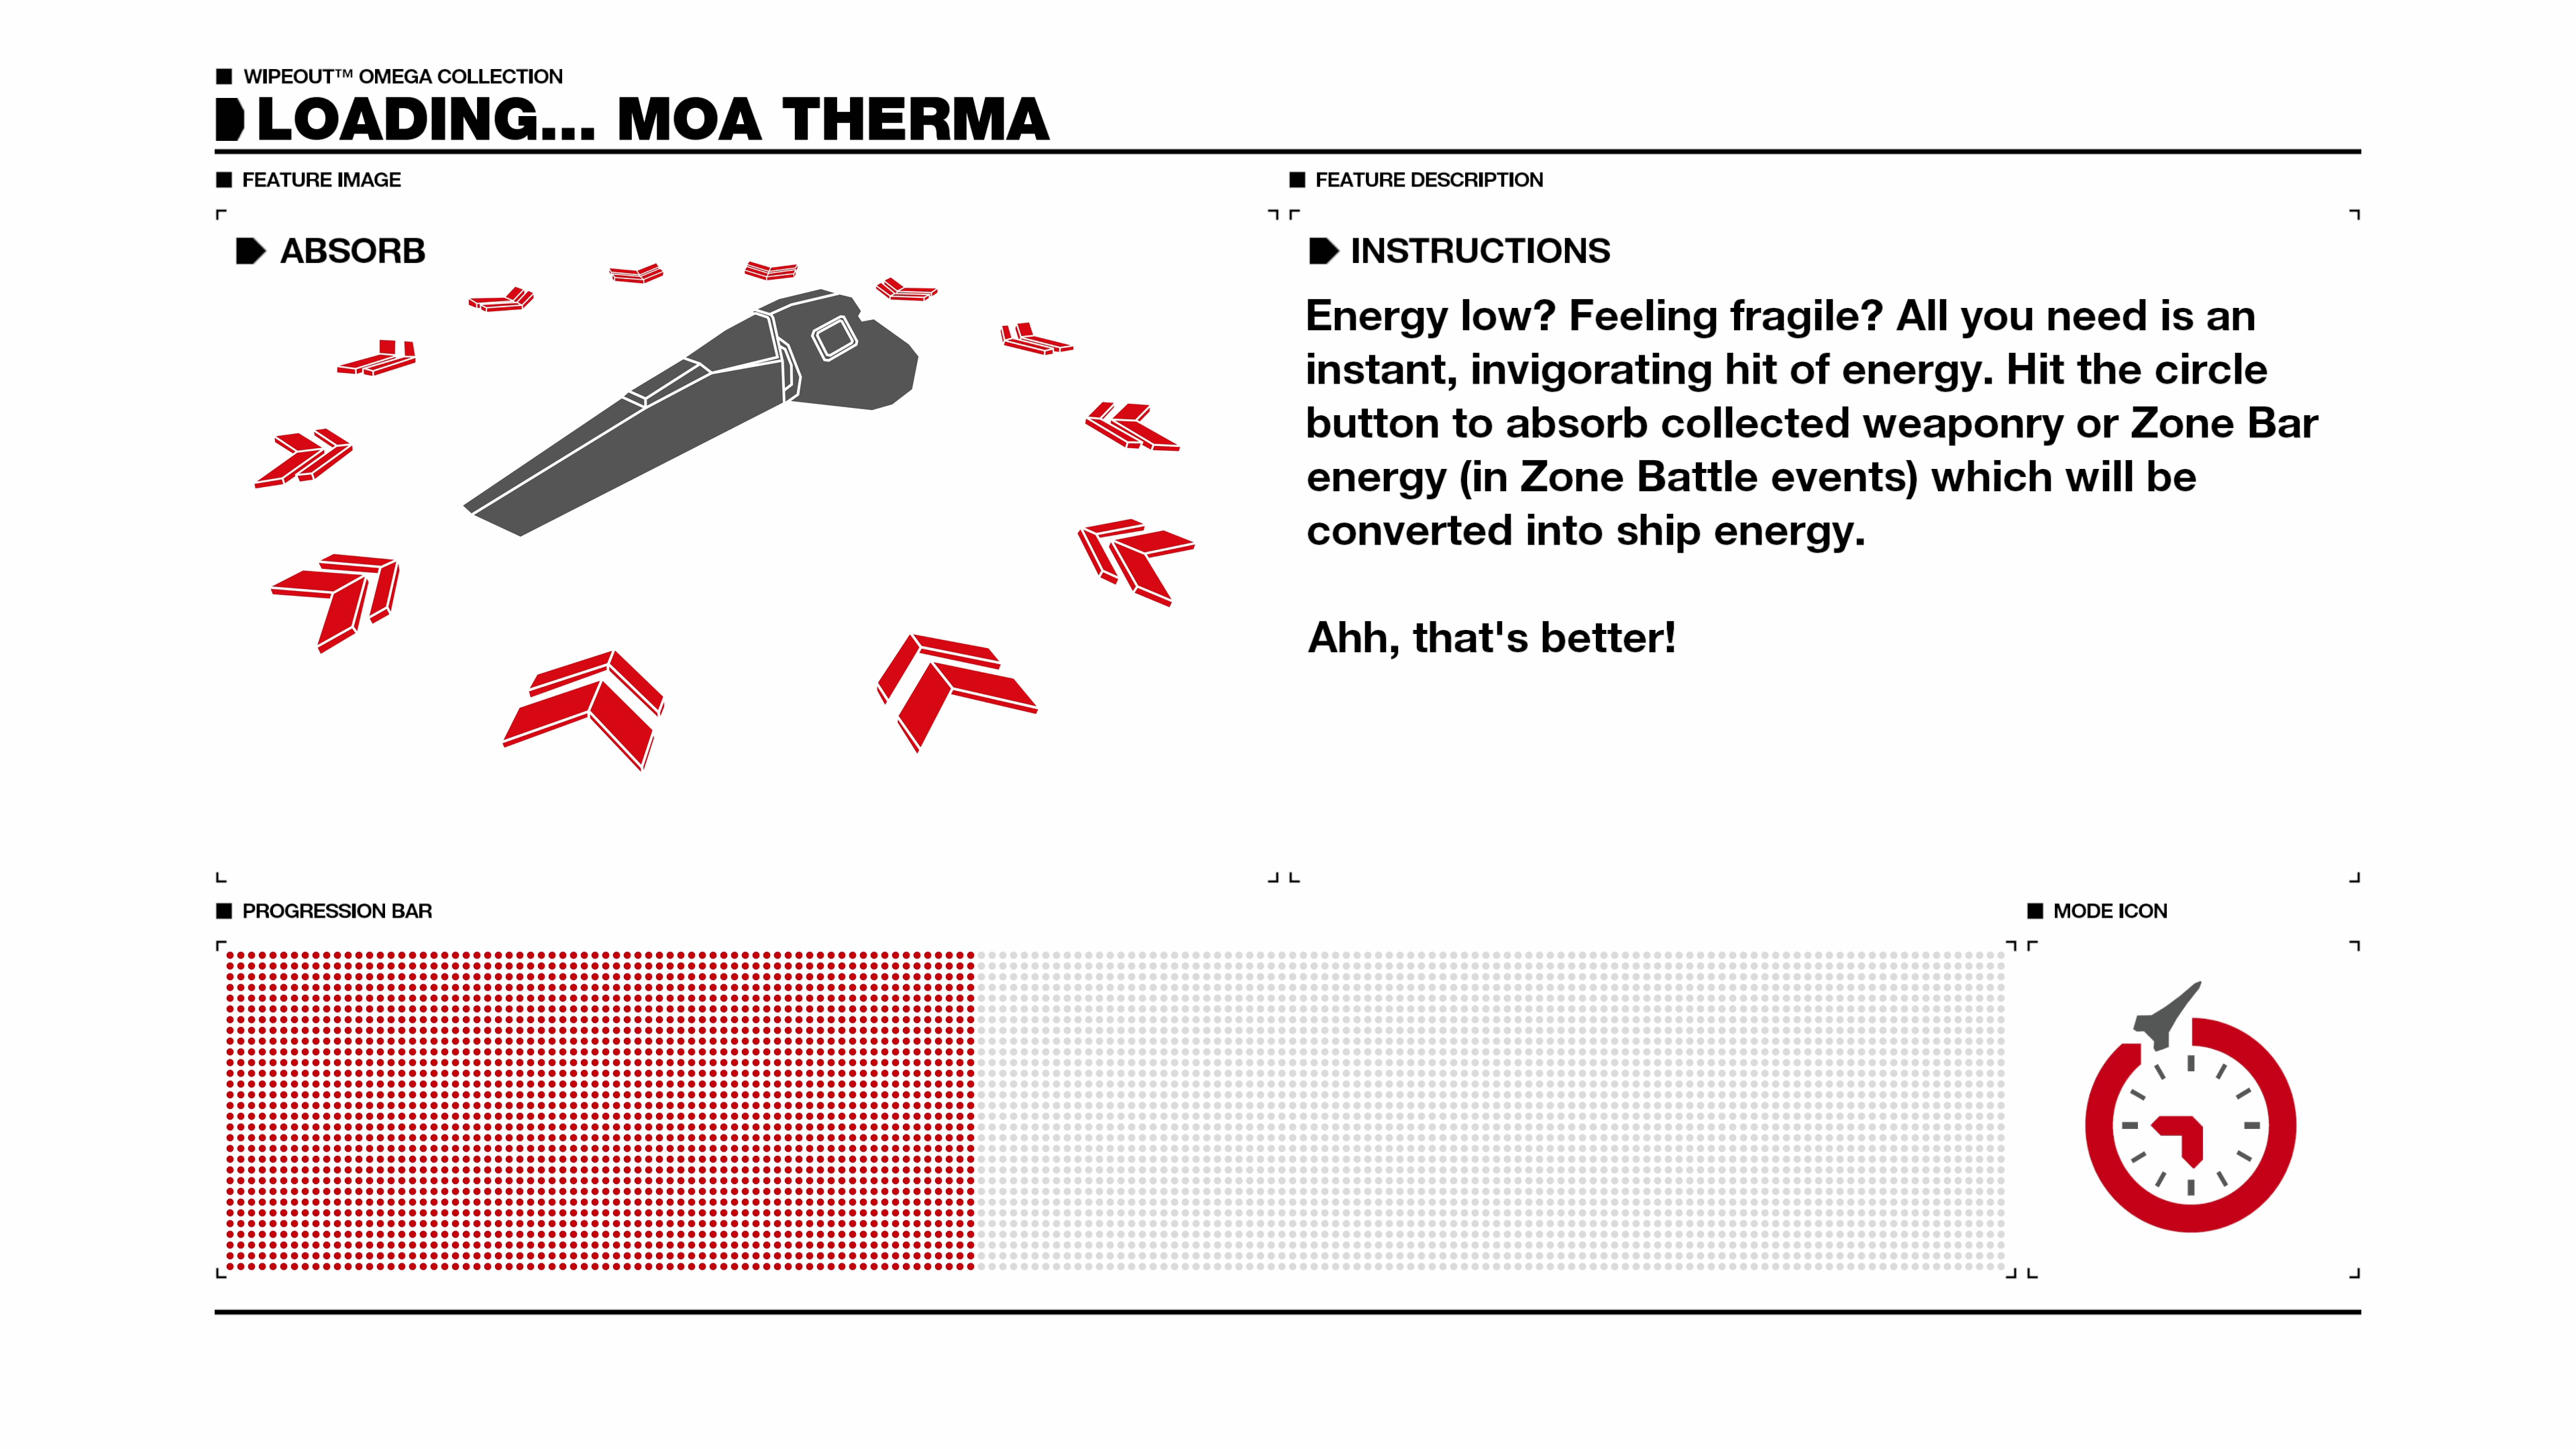 WIPEOUT™ OMEGA COLLECTION
LOADING... MOA THERMA
FEATURE IMAGE
ABSORB
FEATURE DESCRIPTION
INSTRUCTIONS
Energy low? Feeling fragile? All you need is an
instant, invigorating hit of energy. Hit the circle
button to absorb collected weaponry or Zone Bar
energy (in Zone Battle events) which will be
converted into ship energy.
Ahh, that's better!
PROGRESSION BAR
MODE ICON